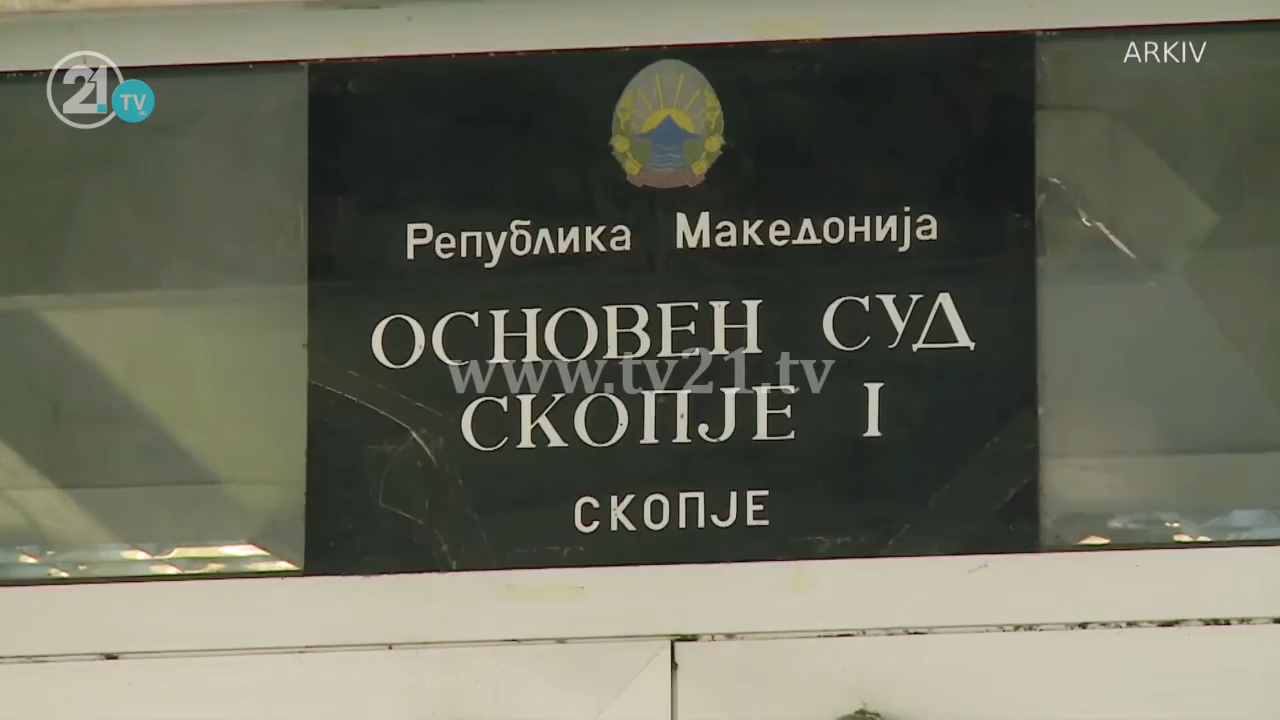 21 TV
ARKIV
Република Македонија
ОСНОВЕН СУД
www.tv21.tv
СКОПЈЕ I
СКОПЈЕ